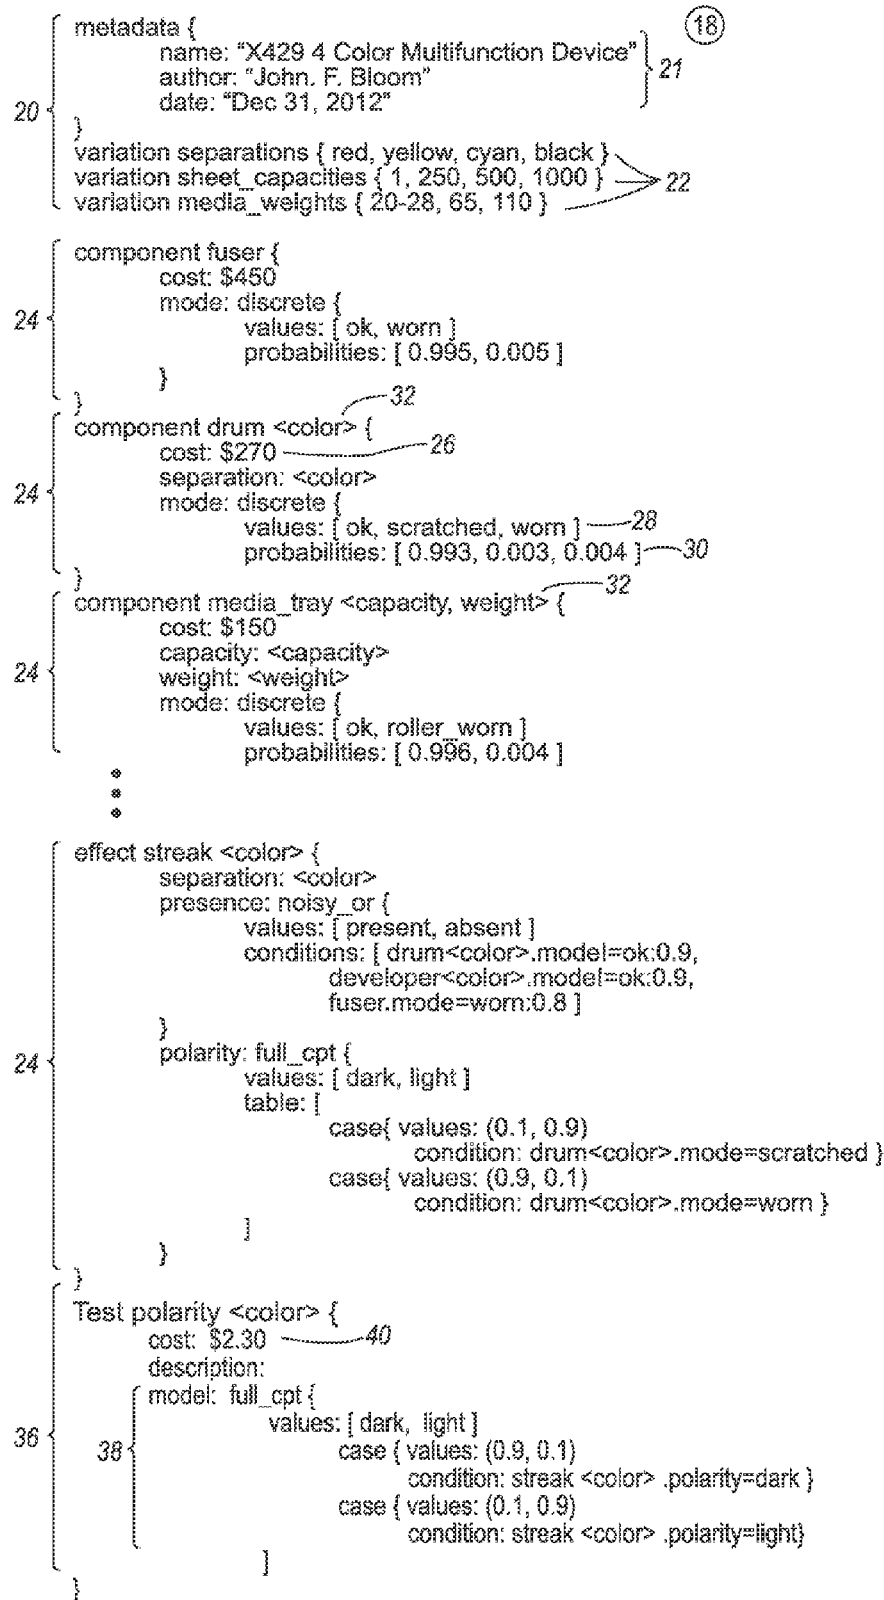 18
metadata {
name: "X429 4 Color Multifunction Device"
author: "John. F. Bloom"
date: "Dec 31, 2012"
21
20
}
variation separations { red, yellow, cyan, black }
variation sheet_capacities { 1, 250, 500, 1000 }
22
variation media_weights { 20-28, 65, 110 }
component fuser {
cost: $450
mode: discrete {
24
values: [ ok, worn ]
probabilities: [ 0.995, 0.005 ]
}
}
32
component drum <color> {
cost: $270
26
separation: <color>
24
mode: discrete {
values: [ ok, scratched, worn ]
28
probabilities: [ 0.993, 0.003, 0.004 ]
30
}
32
component media_tray <capacity, weight> {
cost: $150
capacity: <capacity>
24
weight: <weight>
mode: discrete {
values: [ ok, roller_worn ]
probabilities: [ 0.996, 0.004 ]
effect streak <color> {
separation: <color>
presence: noisy_or {
values: [ present, absent ]
conditions: [ drum<color>.model=ok:0.9,
developer<color>.model=ok:0.9,
fuser.mode=worn:0.8 ]
}
24
polarity: full_cpt {
values: [ dark, light ]
table: [
case{ values: (0.1, 0.9)
condition: drum<color>.mode=scratched }
case{ values: (0.9, 0.1)
condition: drum<color>.mode=worn }
]
}
}
Test polarity <color> {
cost: $2.30
40
description:
model: full_cpt {
values: [ dark, light ]
36
38
case { values: (0.9, 0.1)
condition: streak <color> .polarity=dark }
case { values: (0.1, 0.9)
condition: streak <color> .polarity=light}
]
}